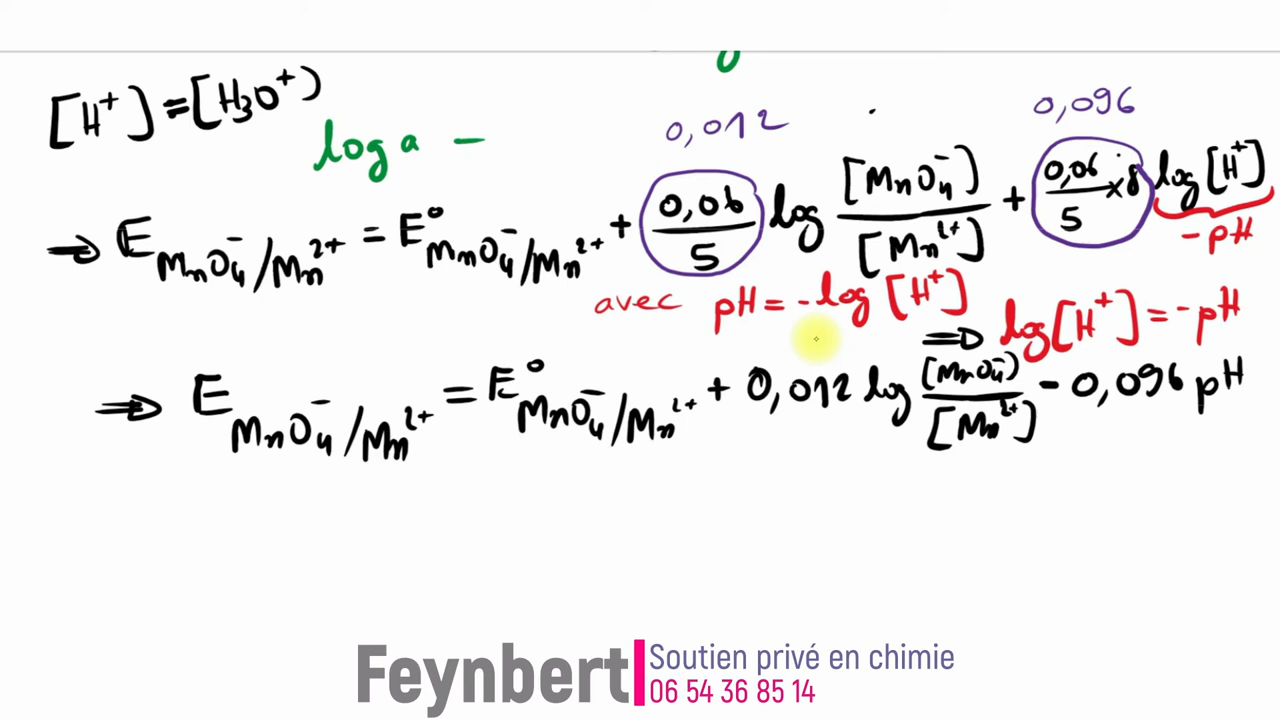 [H⁺] = [H₃O⁺)
log a -
0,012
0,096
⇒ E MnO₄⁻/Mn²⁺ = E° MnO₄⁻/Mn²⁺ + 0,06/5 log [MnO₄⁻]/[Mn²⁺] + 0,06/5 × 8 log [H⁺]
- pH
avec pH = - log [H⁺] ⇒ log [H⁺] = - pH
⇒ E MnO₄⁻/Mn²⁺ = E° MnO₄⁻/Mn²⁺ + 0,012 log [MnO₄⁻)/[Mn²⁺] - 0,096 pH
Feynbert
Soutien privé en chimie
06 54 36 85 14